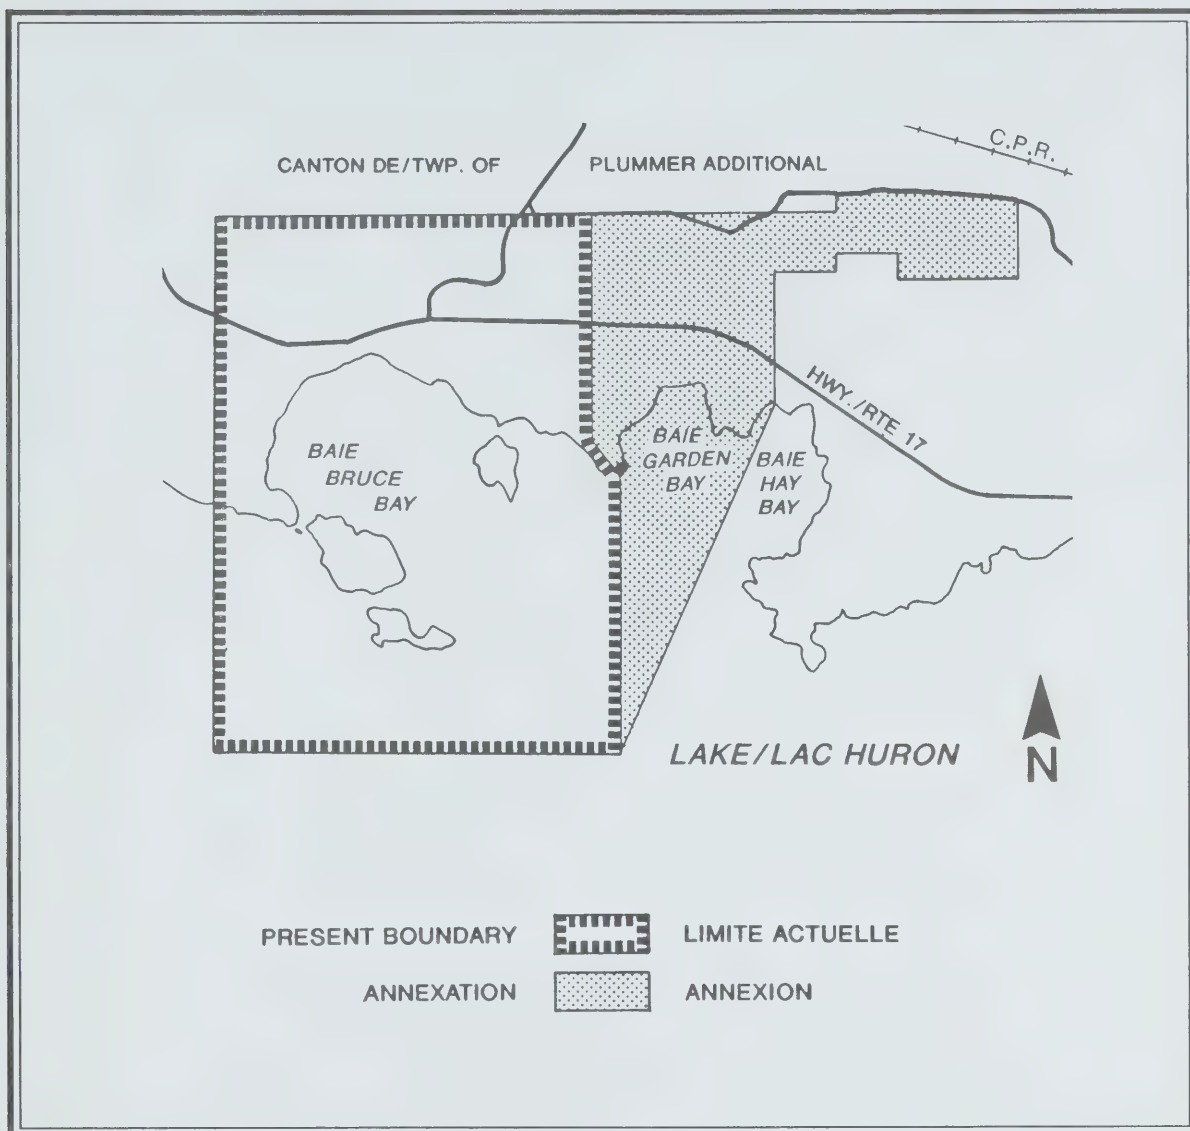 C.P.R.
CANTON DE/TWP. OF PLUMMER ADDITIONAL
HWY./RTE 17
BAIE
BRUCE
BAY
BAIE
GARDEN
BAY
BAIE
HAY
BAY
LAKE/LAC HURON
N
PRESENT BOUNDARY LIMITE ACTUELLE
ANNEXATION ANNEXION